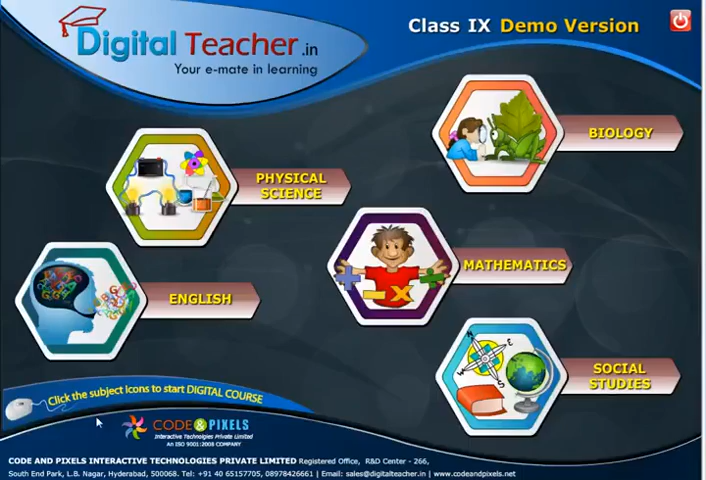 Digital Teacher.in
Your e-mate in learning
Class IX Demo Version
BIOLOGY
PHYSICAL
SCIENCE
MATHEMATICS
ENGLISH
SOCIAL
STUDIES
Click the subject icons to start DIGITAL COURSE
CODE & PIXELS
Interactive Technolgies Private Limited
An ISO 9001:2008 COMPANY
CODE AND PIXELS INTERACTIVE TECHNOLOGIES PRIVATE LIMITED Registered Office, R&D Center - 266,
South End Park, L.B. Nagar, Hyderabad, 500068. Tel: +91 40 65157705, 08978426661 | Email: sales@digitalteacher.in | www.codeandpixels.net